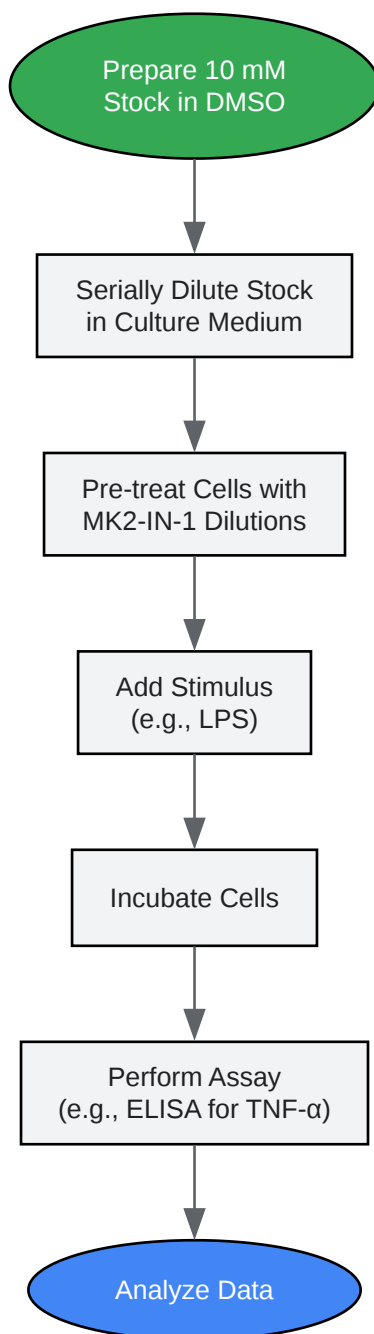 Prepare 10 mM
Stock in DMSO
Serially Dilute Stock
in Culture Medium
Pre-treat Cells with
MK2-IN-1 Dilutions
Add Stimulus
(e.g., LPS)
Incubate Cells
Perform Assay
(e.g., ELISA for TNF-α)
Analyze Data